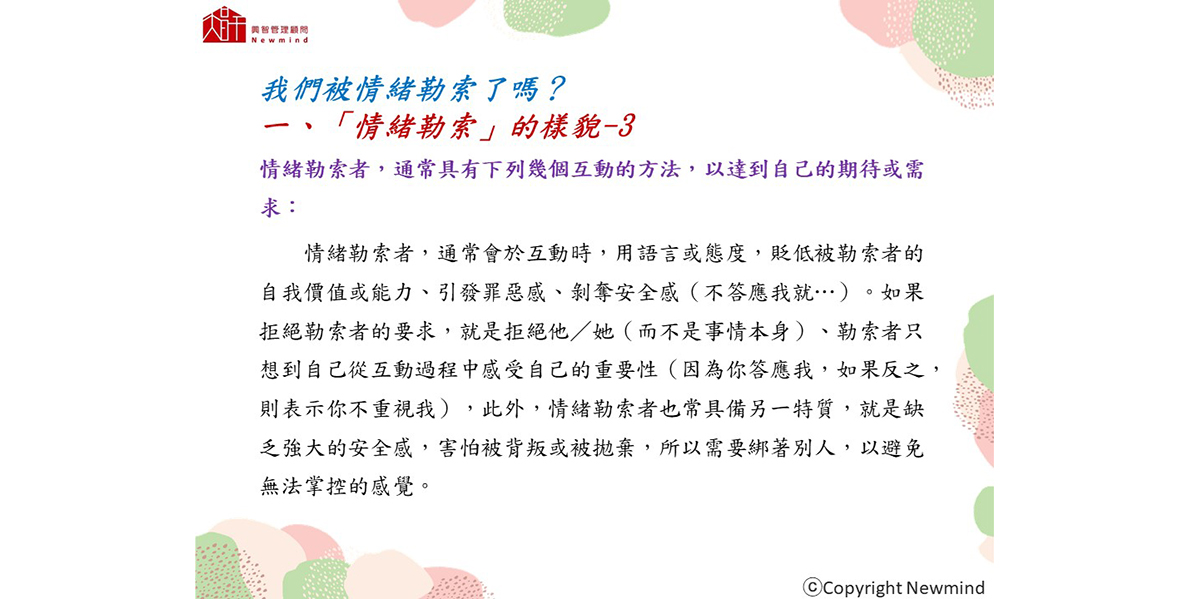 興智管理顧問
Newmind
我們被情緒勒索了嗎？
一、「情緒勒索」的樣貌-3
情緒勒索者，通常具有下列幾個互動的方法，以達到自己的期待或需
求：
情緒勒索者，通常會於互動時，用語言或態度，貶低被勒索者的
自我價值或能力、引發罪惡感、剝奪安全感（不答應我就…）。如果
拒絕勒索者的要求，就是拒絕他／她（而不是事情本身）、勒索者只
想到自己從互動過程中感受自己的重要性（因為你答應我，如果反之，
則表示你不重視我），此外，情緒勒索者也常具備另一特質，就是缺
乏強大的安全感，害怕被背叛或被拋棄，所以需要綁著別人，以避免
無法掌控的感覺。
ⓒCopyright Newmind